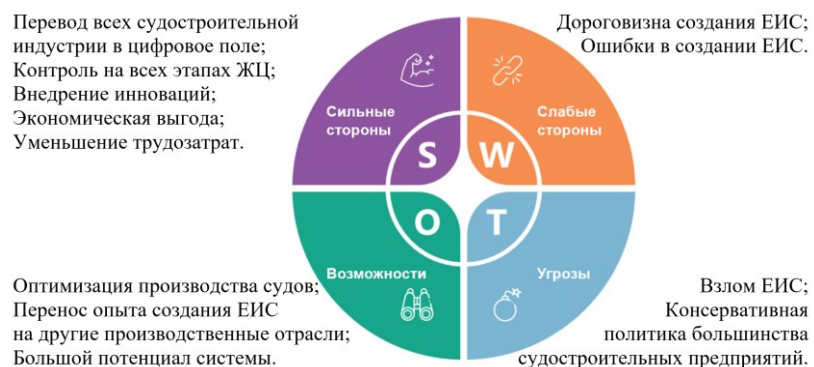 Перевод всех судостроительной
индустрии в цифровое поле;
Контроль на всех этапах ЖЦ;
Внедрение инноваций;
Экономическая выгода;
Уменьшение трудозатрат.
Дороговизна создания ЕИС;
Ошибки в создании ЕИС.
Сильные
стороны
Слабые
стороны
S
W
O
T
Возможности
Угрозы
Оптимизация производства судов;
Перенос опыта создания ЕИС
на другие производственные отрасли;
Большой потенциал системы.
Взлом ЕИС;
Консервативная
политика большинства
судостроительных предприятий.